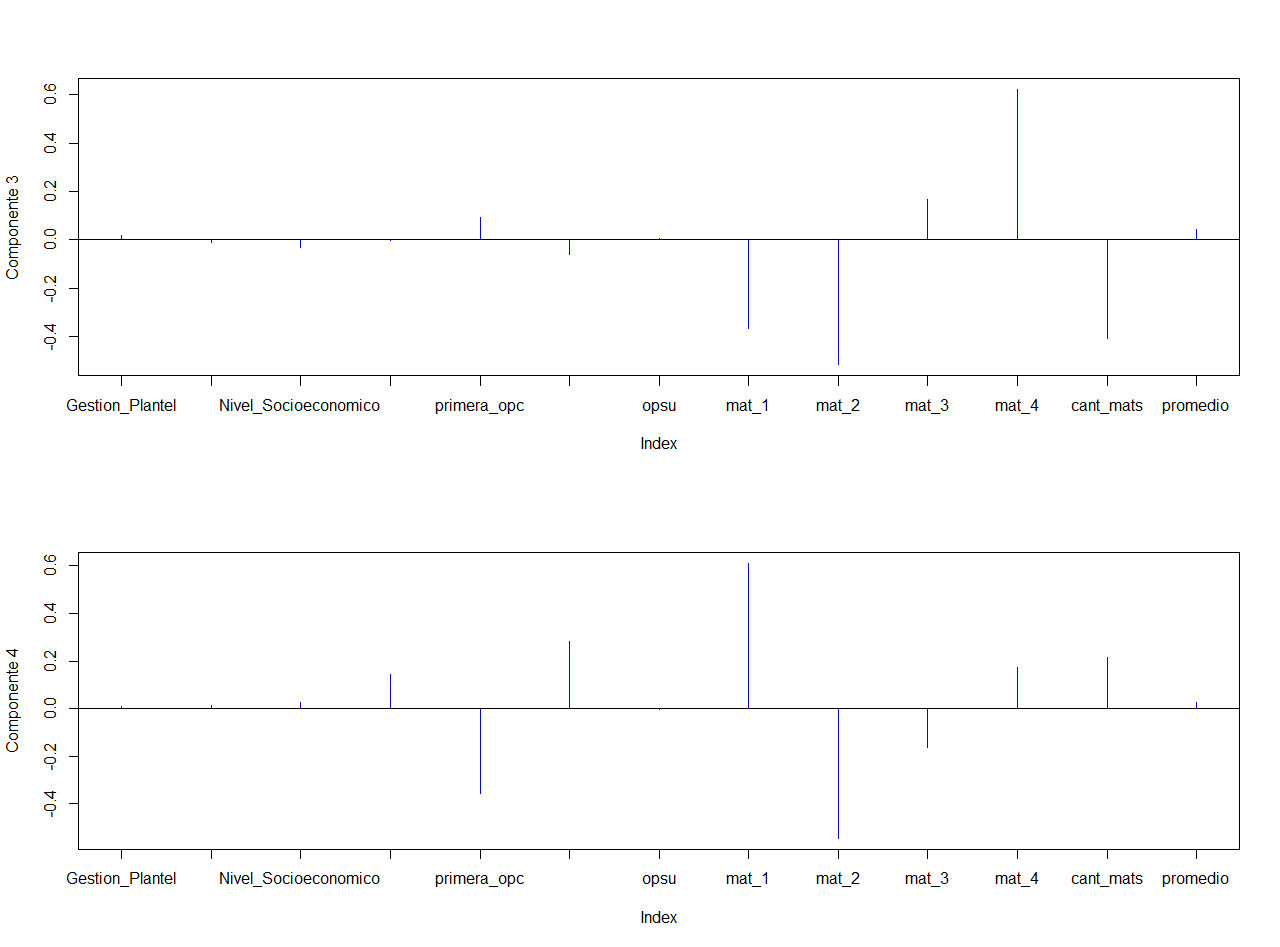 Componente 3
0.6
0.4
0.2
0.0
-0.2
-0.4
Gestion_Plantel Nivel_Socioeconomico primera_opc opsu mat_1 mat_2 mat_3 mat_4 cant_mats promedio
Index
Componente 4
0.6
0.4
0.2
0.0
-0.2
-0.4
Gestion_Plantel Nivel_Socioeconomico primera_opc opsu mat_1 mat_2 mat_3 mat_4 cant_mats promedio
Index